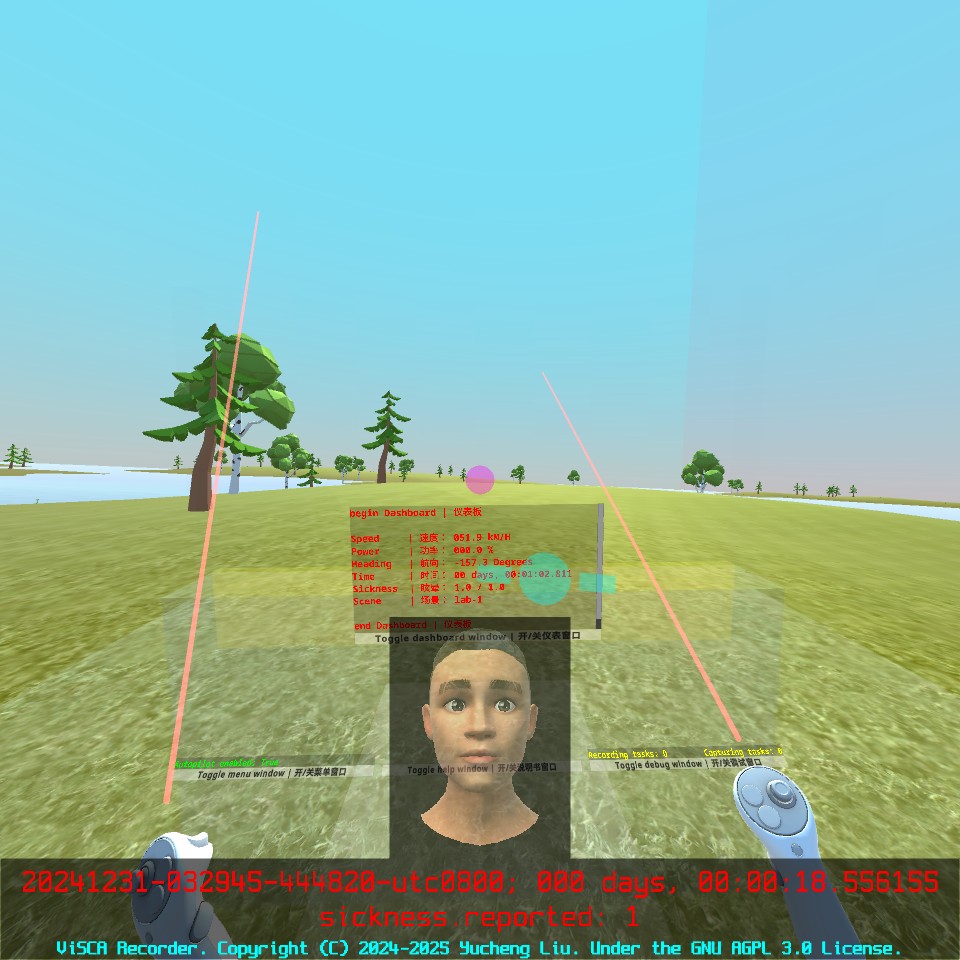 begin Dashboard | 仪表板
Speed | 速度： 051.9 kM/H
Power | 功率： 000.0 %
Heading | 航向： -157.3 Degrees
Time | 时间： 00 days, 00:01:02.811
Sickness | 眩晕： 1.0 / 1.0
Scene | 场景： lab-1
end Dashboard | 仪表板
Toggle dashboard window | 开/关仪表窗口
Recording tasks: 0 Capturing tasks: 0
Autopilot enabled: True
Toggle menu window | 开/关菜单窗口
Toggle help window | 开/关说明书窗口
Toggle debug window | 开/关调试窗口
20241231-032945-444820-utc0800; 000 days, 00:00:18.556155
sickness.reported: 1
ViSCA Recorder. Copyright (C) 2024-2025 Yucheng Liu. Under the GNU AGPL 3.0 License.